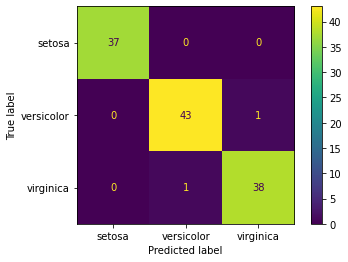 setosa 37 0 0
versicolor 0 43 1
virginica 0 1 38
setosa versicolor virginica
Predicted label
True label
40
35
30
25
20
15
10
5
0